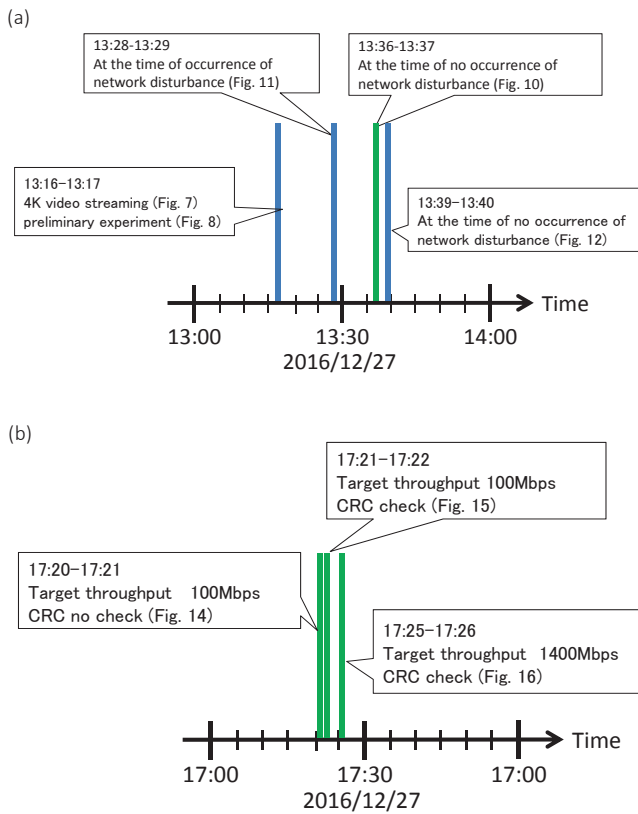 (a)
13:28-13:29
At the time of occurrence of
network disturbance (Fig. 11)
13:36-13:37
At the time of no occurrence of
network disturbance (Fig. 10)
13:16-13:17
4K video streaming (Fig. 7)
preliminary experiment (Fig. 8)
13:39-13:40
At the time of no occurrence of
network disturbance (Fig. 12)
Time
13:00
13:30
14:00
2016/12/27
(b)
17:21-17:22
Target throughput 100Mbps
CRC check (Fig. 15)
17:20-17:21
Target throughput 100Mbps
CRC no check (Fig. 14)
17:25-17:26
Target throughput 1400Mbps
CRC check (Fig. 16)
Time
17:00
17:30
17:00
2016/12/27